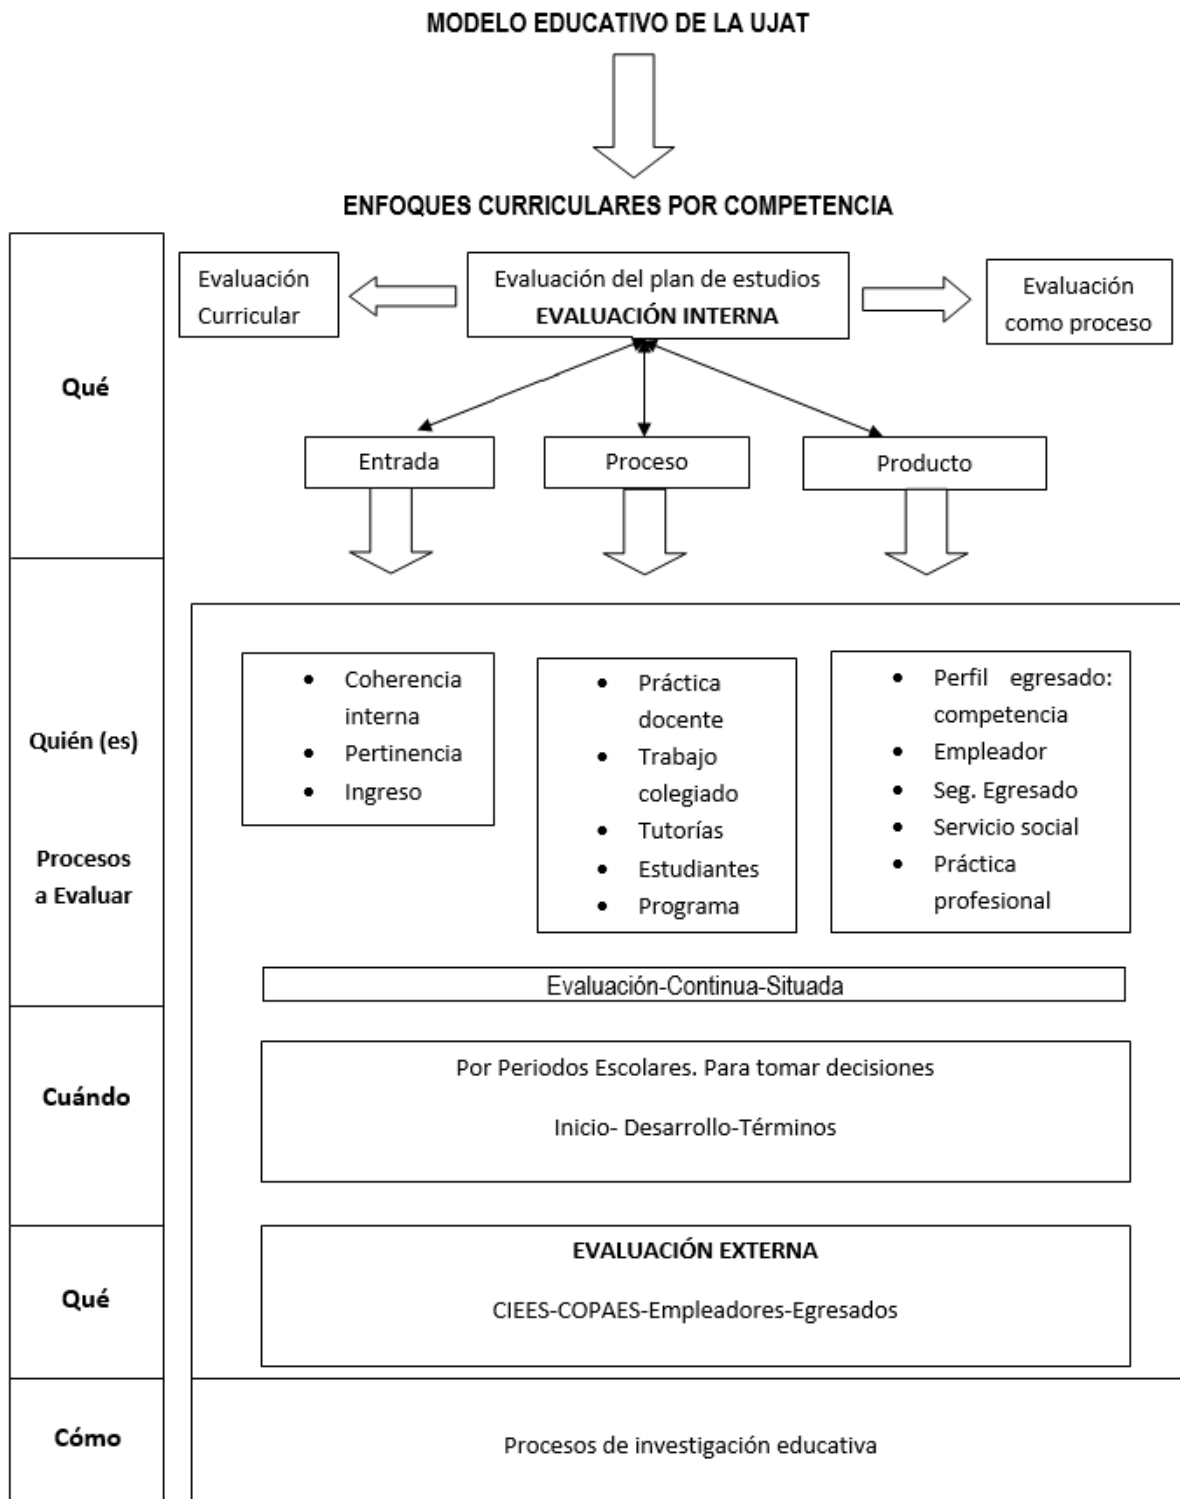 MODELO EDUCATIVO DE LA UJAT
ENFOQUES CURRICULARES POR COMPETENCIA
Qué
Evaluación
Curricular
Evaluación del plan de estudios
EVALUACIÓN INTERNA
Evaluación
como proceso
Entrada
Proceso
Producto
Quién (es)
Procesos
a Evaluar
• Coherencia
interna
• Pertinencia
• Ingreso
• Práctica
docente
• Trabajo
colegiado
• Tutorías
• Estudiantes
• Programa
• Perfil egresado:
competencia
• Empleador
• Seg. Egresado
• Servicio social
• Práctica
profesional
Evaluación-Continua-Situada
Cuándo
Por Periodos Escolares. Para tomar decisiones
Inicio- Desarrollo-Términos
Qué
EVALUACIÓN EXTERNA
CIEES-COPAES-Empleadores-Egresados
Cómo
Procesos de investigación educativa